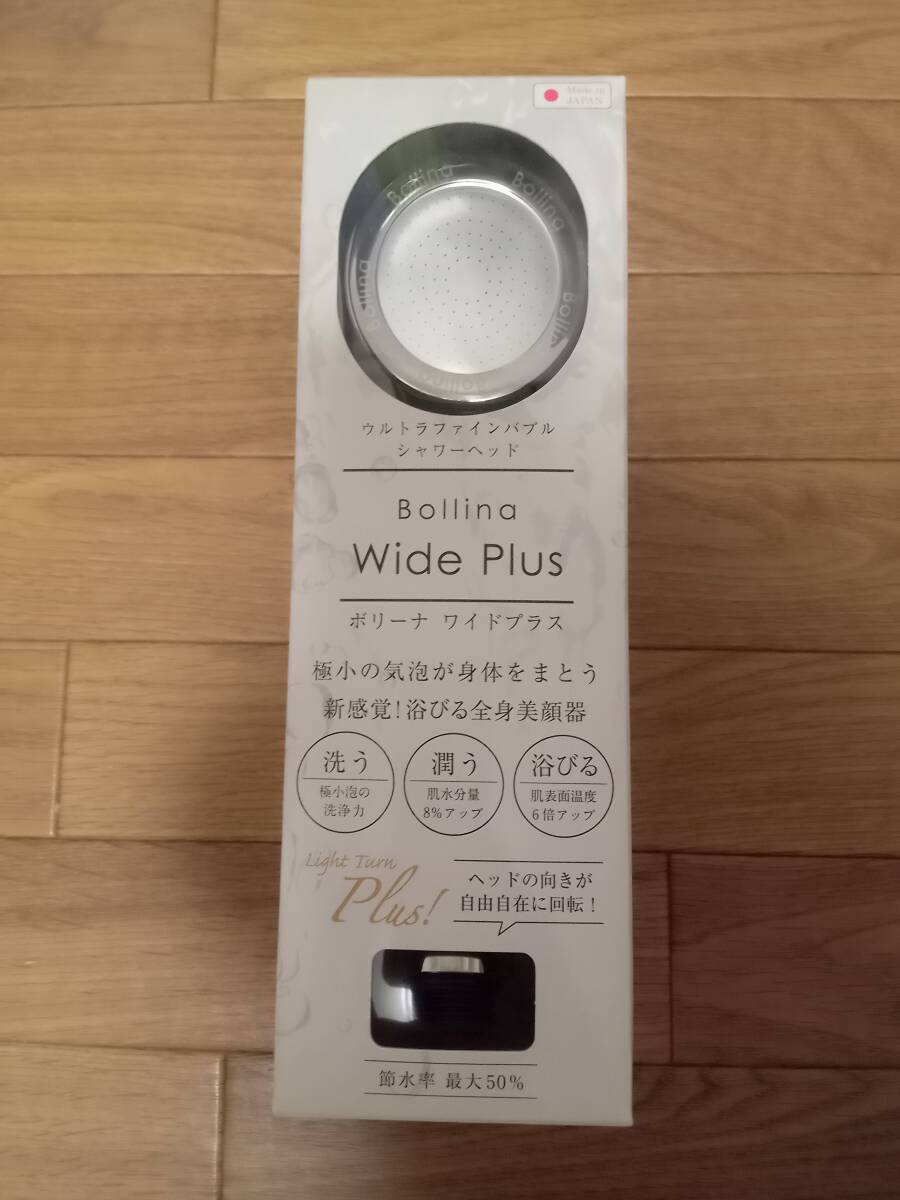 Made in
JAPAN
Bollina
Bollina
Bollina
Bollin
Bollina
ウルトラファインバブル
シャワーヘッド
Bollina
Wide Plus
ボリーナ ワイドプラス
極小の気泡が身体をまとう
新感覚!浴びる全身美顔器
洗う
極小泡の
洗浄力
潤う
肌水分量
8%アップ
浴びる
肌表面温度
6倍アップ
Light Turn
Plus!
ヘッドの向きが
自由自在に回転!
節水率 最大50%